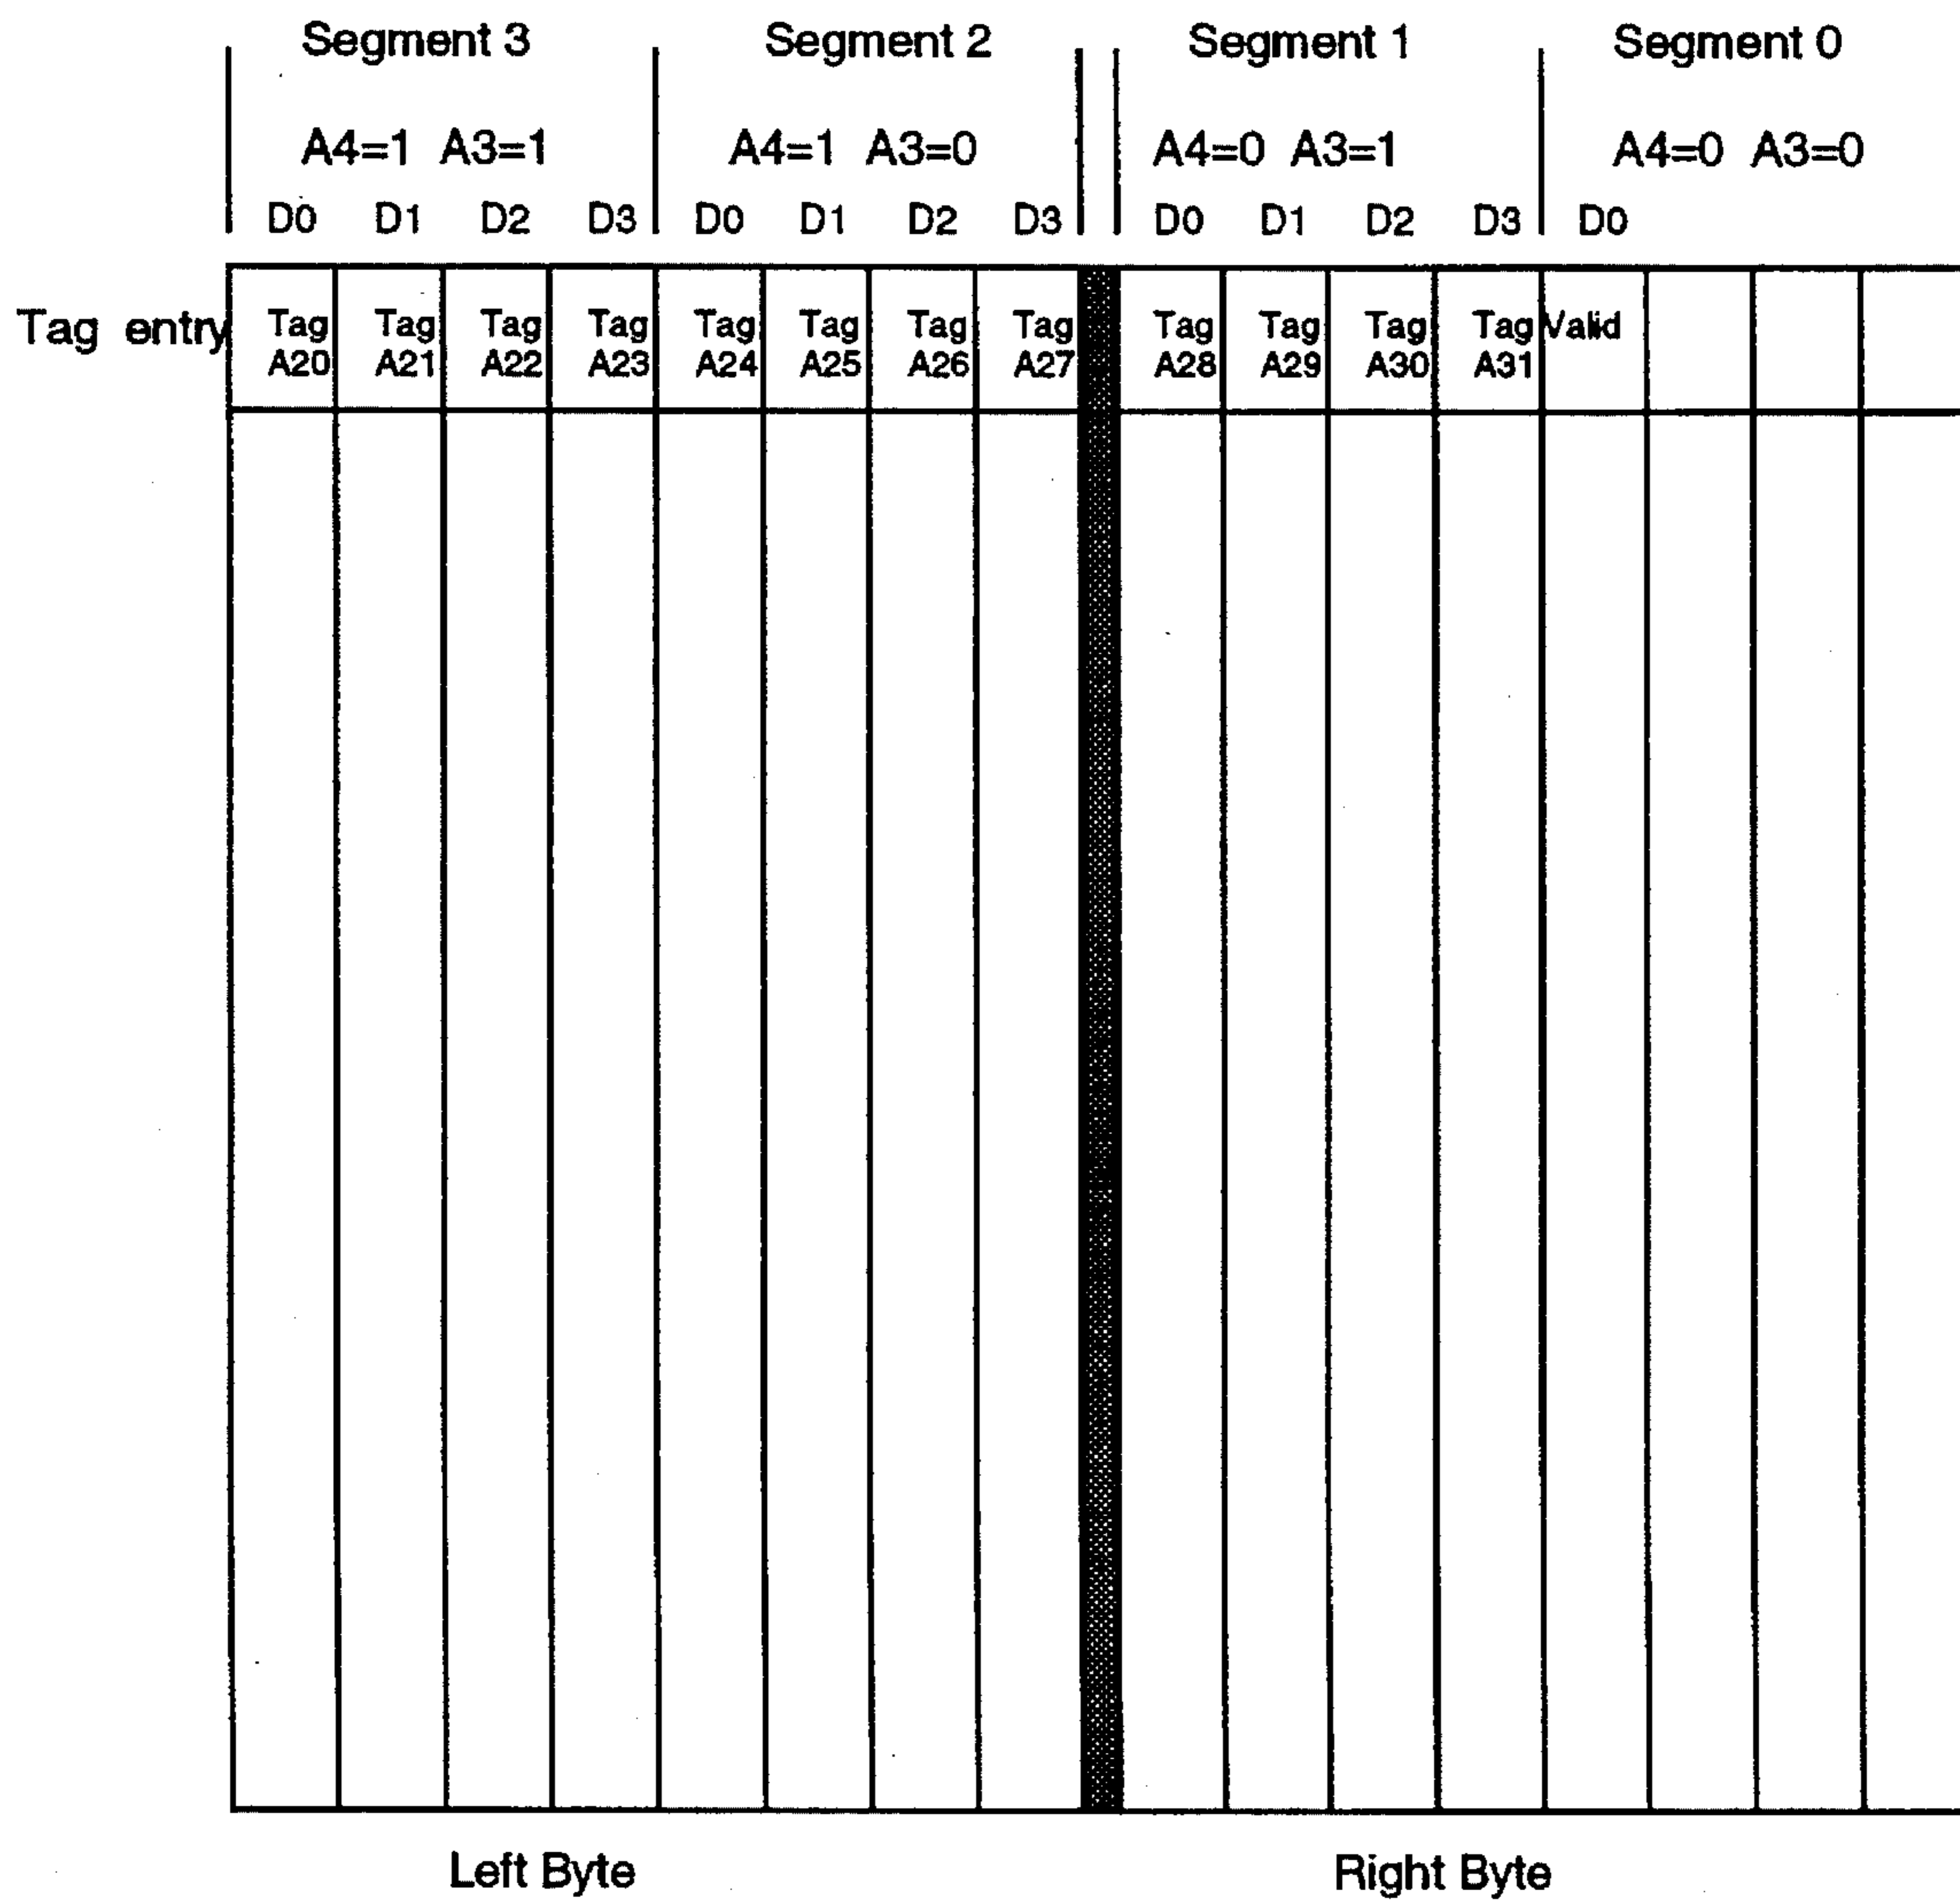 Segment 3 Segment 2 Segment 1 Segment 0
A4=1 A3=1 A4=1 A3=0 A4=0 A3=1 A4=0 A3=0
D0 D1 D2 D3 D0 D1 D2 D3 D0 D1 D2 D3 D0
Tag entry Tag Tag Tag Tag Tag Tag Tag Tag Tag Tag Tag Tag Valid
A20 A21 A22 A23 A24 A25 A26 A27 A28 A29 A30 A31
Left Byte Right Byte